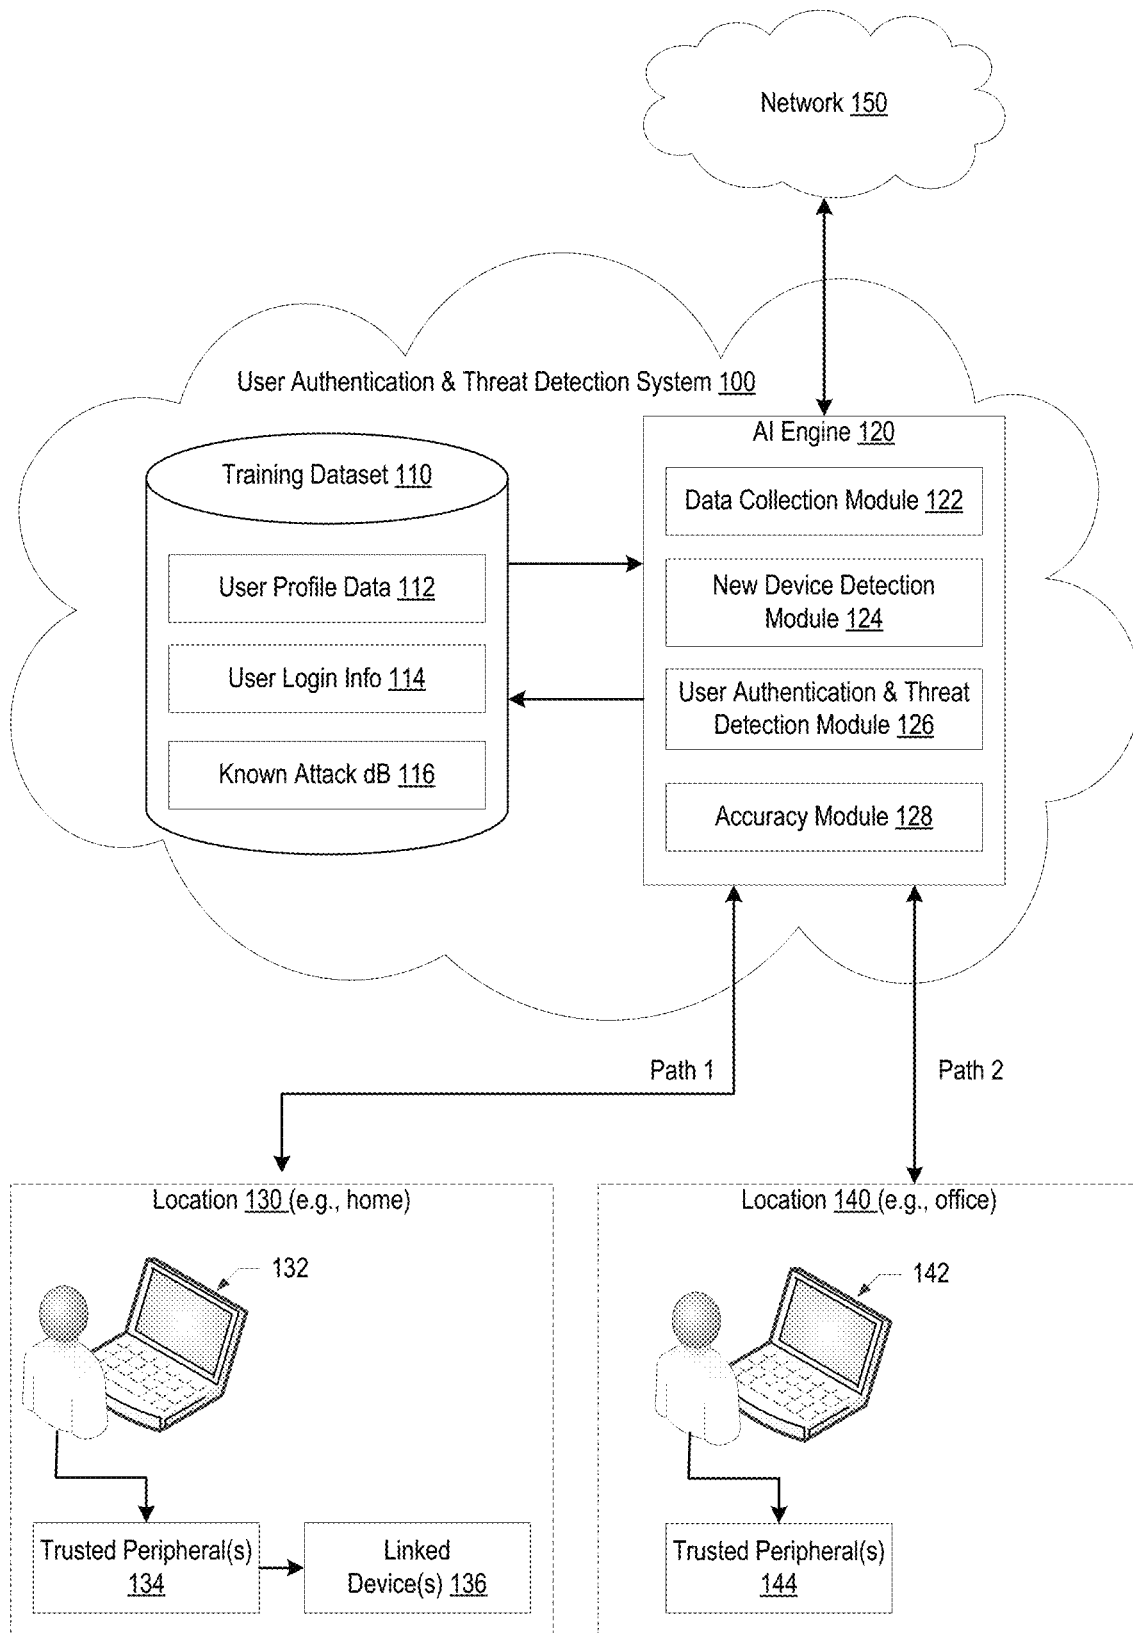 Network 150
User Authentication & Threat Detection System 100
Training Dataset 110
User Profile Data 112
User Login Info 114
Known Attack dB 116
AI Engine 120
Data Collection Module 122
New Device Detection
Module 124
User Authentication & Threat
Detection Module 126
Accuracy Module 128
Path 1
Path 2
Location 130 (e.g., home)
132
Trusted Peripheral(s)
134
Linked
Device(s) 136
Location 140 (e.g., office)
142
Trusted Peripheral(s)
144